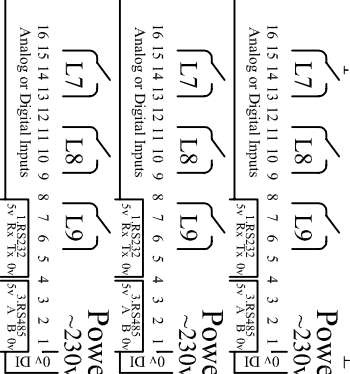 Powe
~230v
L7 L8 L9
16 15 14 13 12 11 10 9 8 7 6 5 4 3 2 1
Analog or Digital Inputs
1.RS232 3.RS485 0v
5v Rx Tx 0v 5v A B 0v DI
Powe
~230v
L7 L8 L9
16 15 14 13 12 11 10 9 8 7 6 5 4 3 2 1
Analog or Digital Inputs
1.RS232 3.RS485 0v
5v Rx Tx 0v 5v A B 0v DI
Powe
~230v
L7 L8 L9
16 15 14 13 12 11 10 9 8 7 6 5 4 3 2 1
Analog or Digital Inputs
1.RS232 3.RS485 0v
5v Rx Tx 0v 5v A B 0v DI